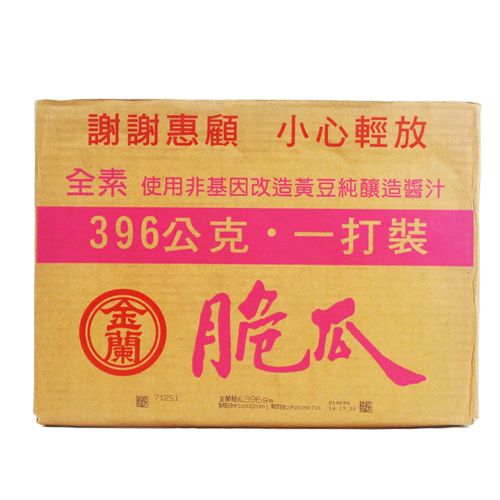 謝謝惠顧 小心輕放
全素 使用非基因改造黃豆純釀造醬汁
396公克・一打裝
金蘭
脆瓜
71251